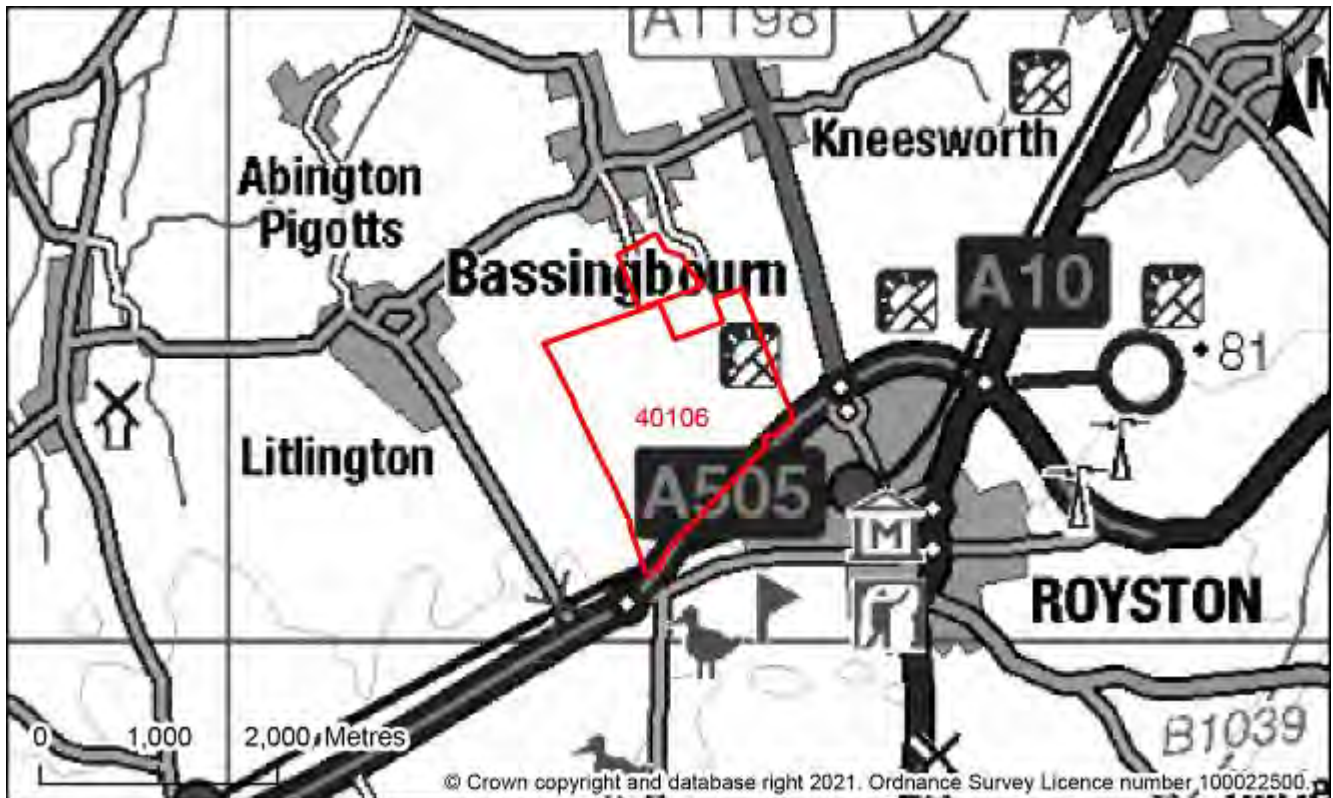 A1198
Kneesworth
Abington
Pigotts
Bassingbourn
A10
81
40106
Litlington
A505
M
ROYSTON
B1039
0 1,000 2,000 Metres
© Crown copyright and database right 2021. Ordnance Survey Licence number 100022500.